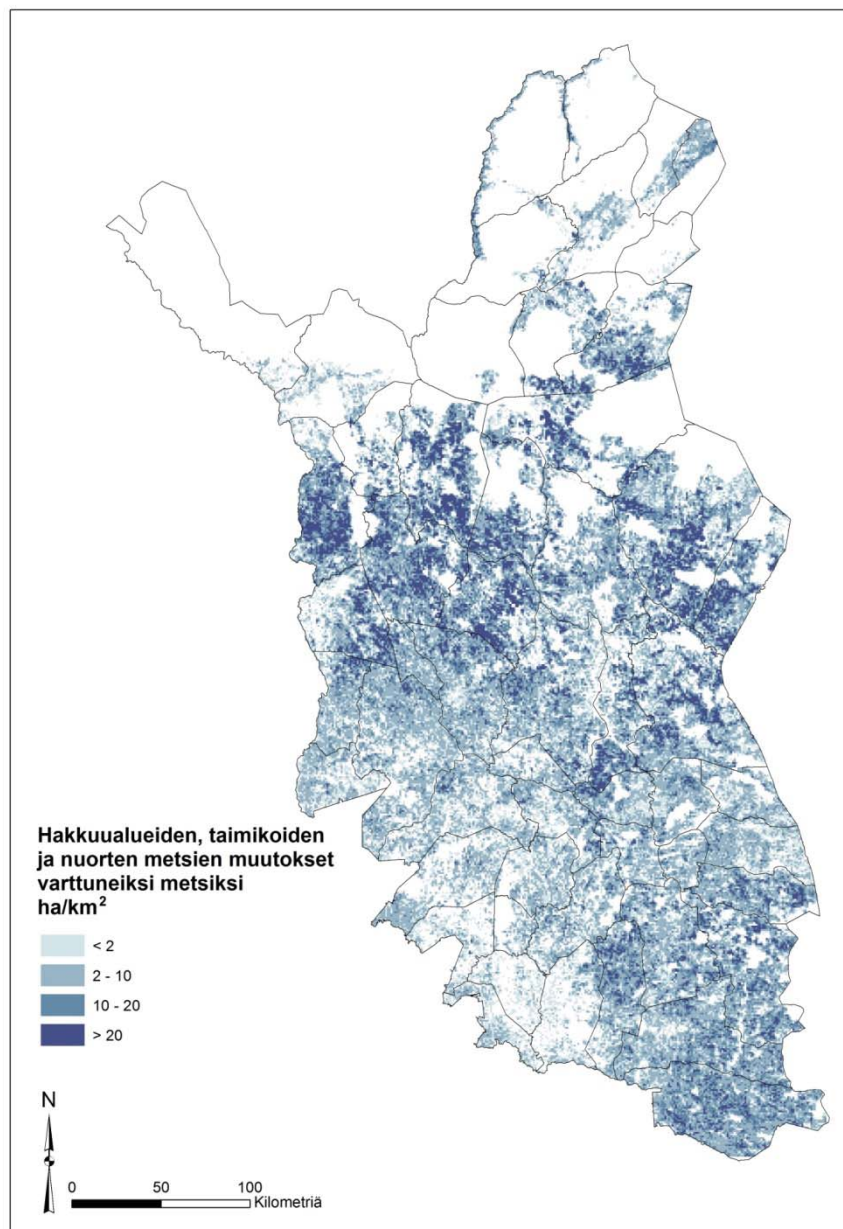 Hakkuualueiden, taimikoiden
ja nuorten metsien muutokset
varttuneiksi metsiksi
ha/km²
< 2
2 - 10
10 - 20
> 20
N
0 50 100
Kilometriä